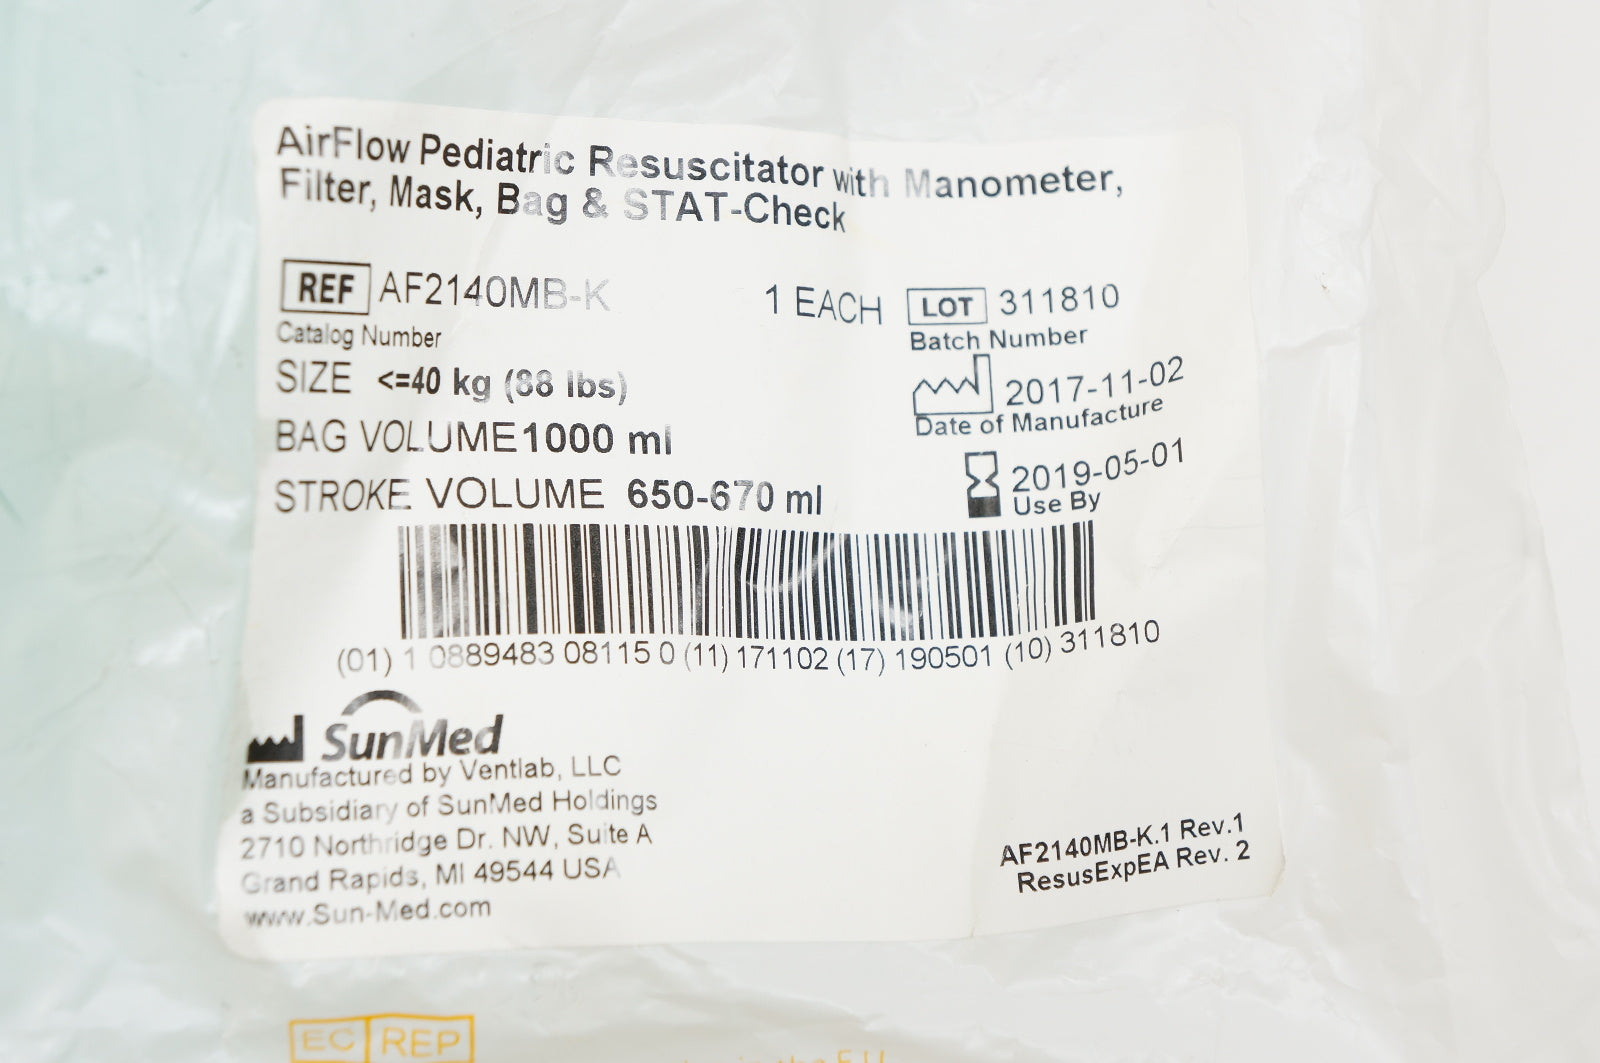 AirFlow Pediatric Resuscitator with Manometer,
Filter, Mask, Bag & STAT-Check
REF AF2140MB-K 1 EACH LOT 311810
Catalog Number Batch Number
SIZE <=40 kg (88 lbs)
2017-11-02
Date of Manufacture
BAG VOLUME 1000 ml
2019-05-01
Use By
STROKE VOLUME 650-670 ml
(01) 1 0889483 08115 0 (11) 171102 (17) 190501 (10) 311810
SunMed
Manufactured by Ventlab, LLC
a Subsidiary of SunMed Holdings
2710 Northridge Dr. NW, Suite A
Grand Rapids, MI 49544 USA
www.Sun-Med.com
AF2140MB-K.1 Rev.1
ResusExpEA Rev. 2
EC REP
in the EU